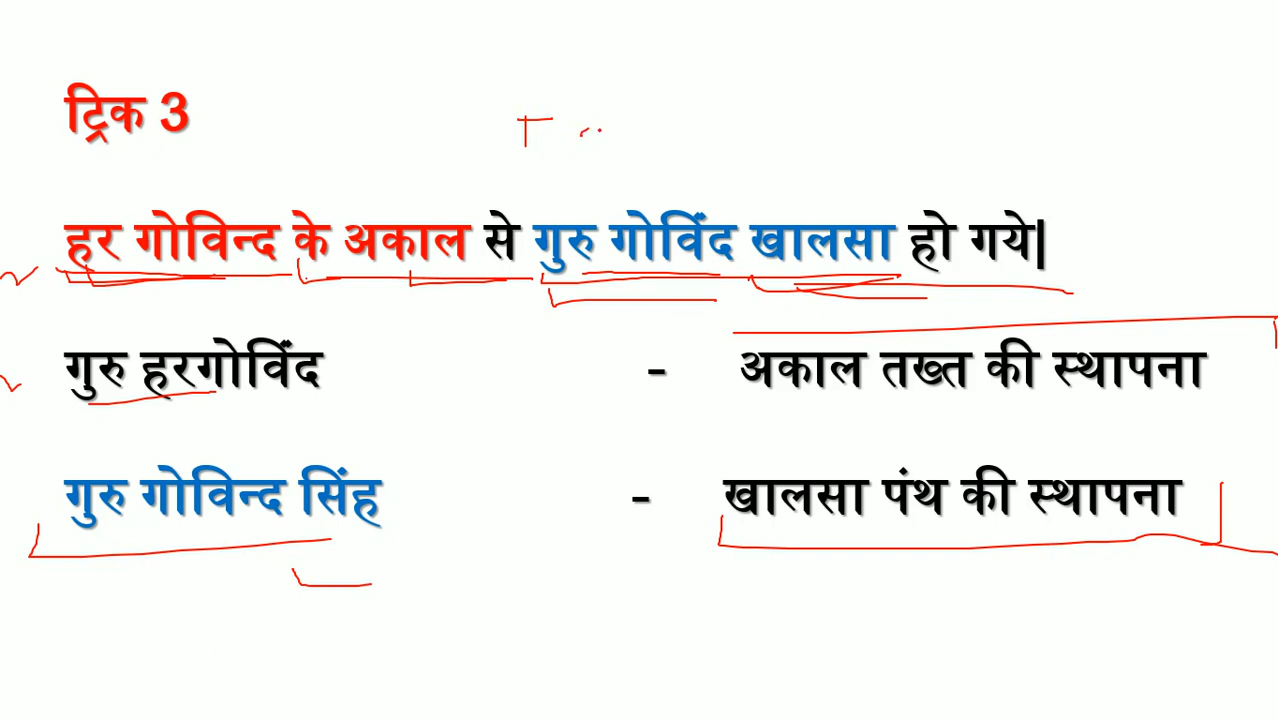 ट्रिक 3
हर गोविन्द के अकाल से गुरु गोविंद खालसा हो गये|
गुरु हरगोविंद - अकाल तख्त की स्थापना
गुरु गोविन्द सिंह - खालसा पंथ की स्थापना